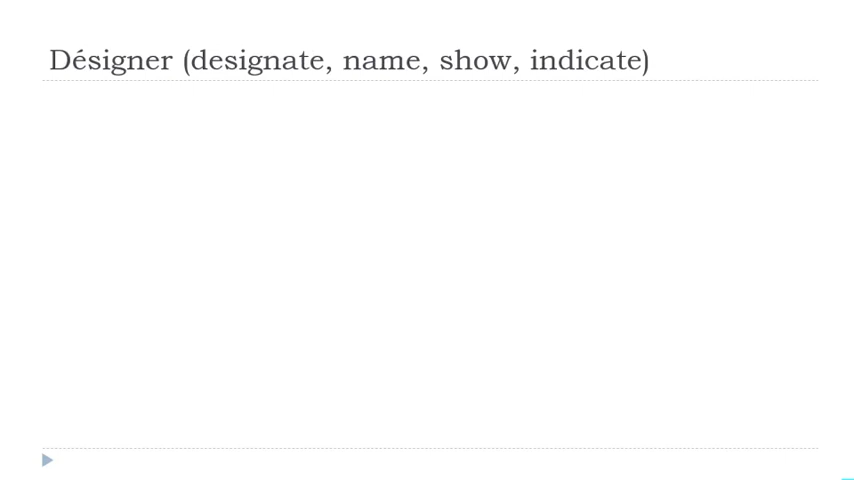 Désigner (designate, name, show, indicate)